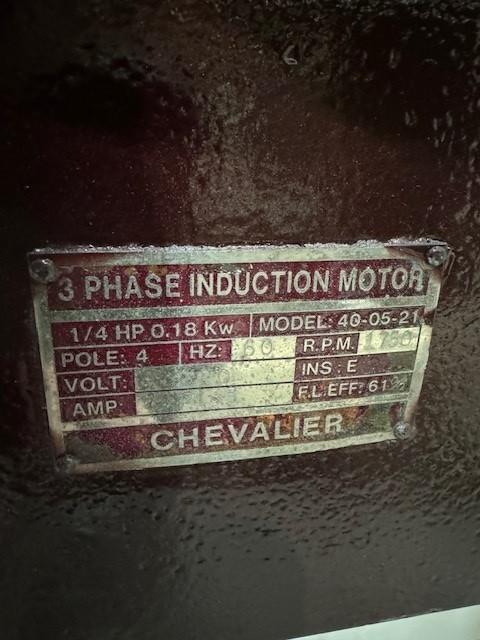 3 PHASE INDUCTION MOTOR
1/4 HP 0.18 Kw MODEL: 40-05-21
POLE: 4 HZ: 60 R.P.M.
VOLT: INS: E
AMP: F.L.EFF: 61%
CHEVALIER